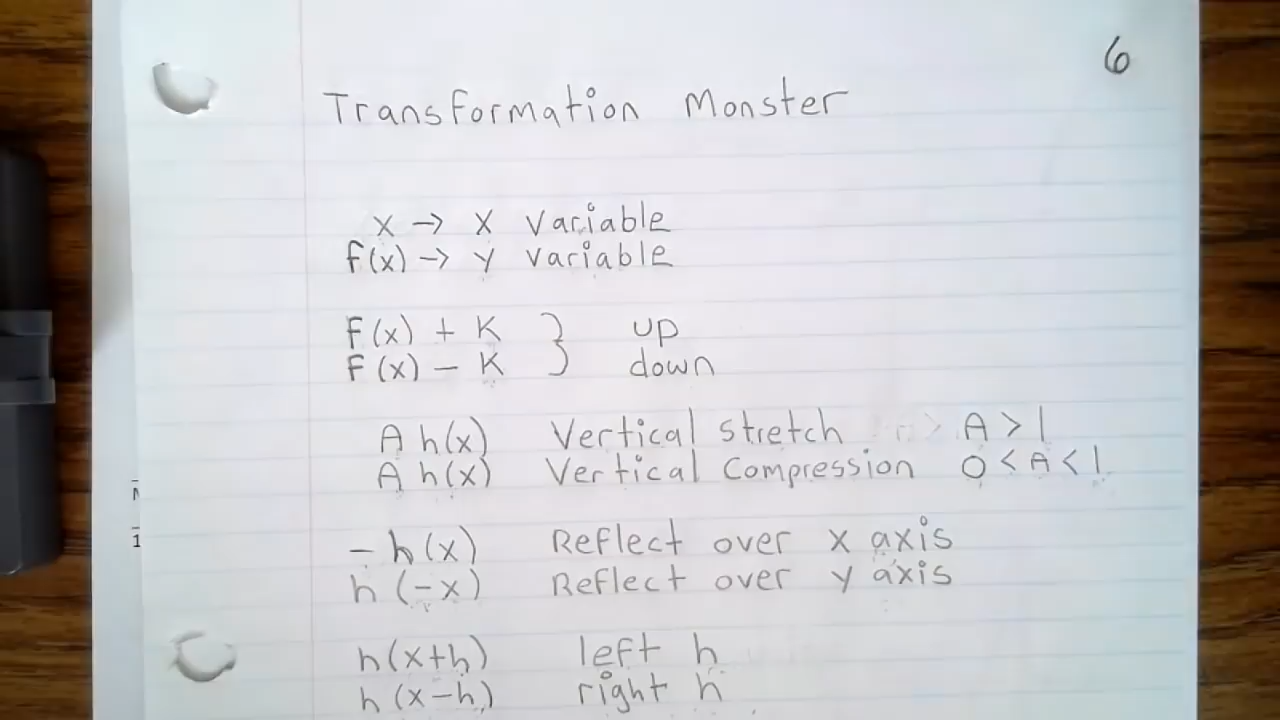 6
Transformation Monster
x → x variable
f(x) → y variable
f(x) + K } up
f(x) - K } down
A h(x) Vertical stretch A > 1
A h(x) Vertical Compression 0 < A < 1
- h(x) Reflect over x axis
h(-x) Reflect over y axis
h(x+h) left h
h(x-h) right h